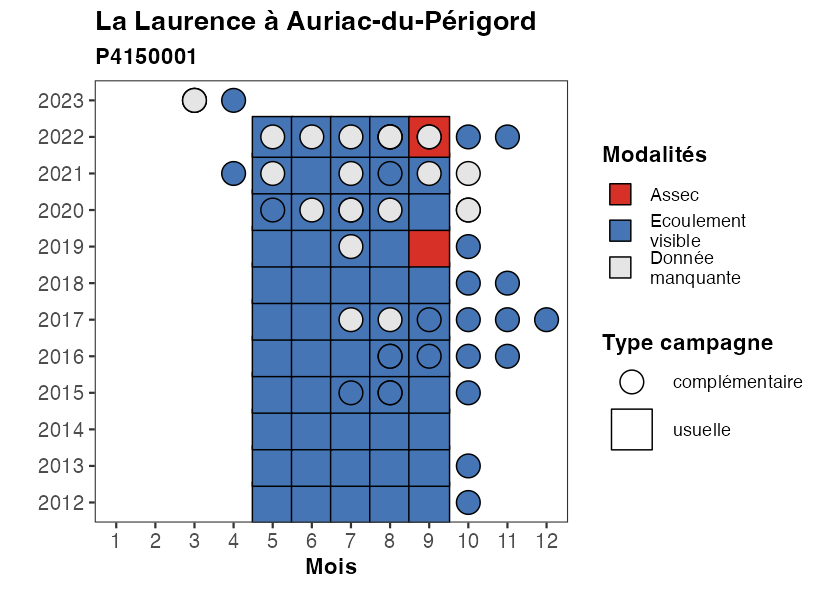 La Laurence à Auriac-du-Périgord
P4150001
2023
2022
2021
2020
2019
2018
2017
2016
2015
2014
2013
2012
1 2 3 4 5 6 7 8 9 10 11 12
Mois
Modalités
Assec
Ecoulement
visible
Donnée
manquante
Type campagne
complémentaire
usuelle